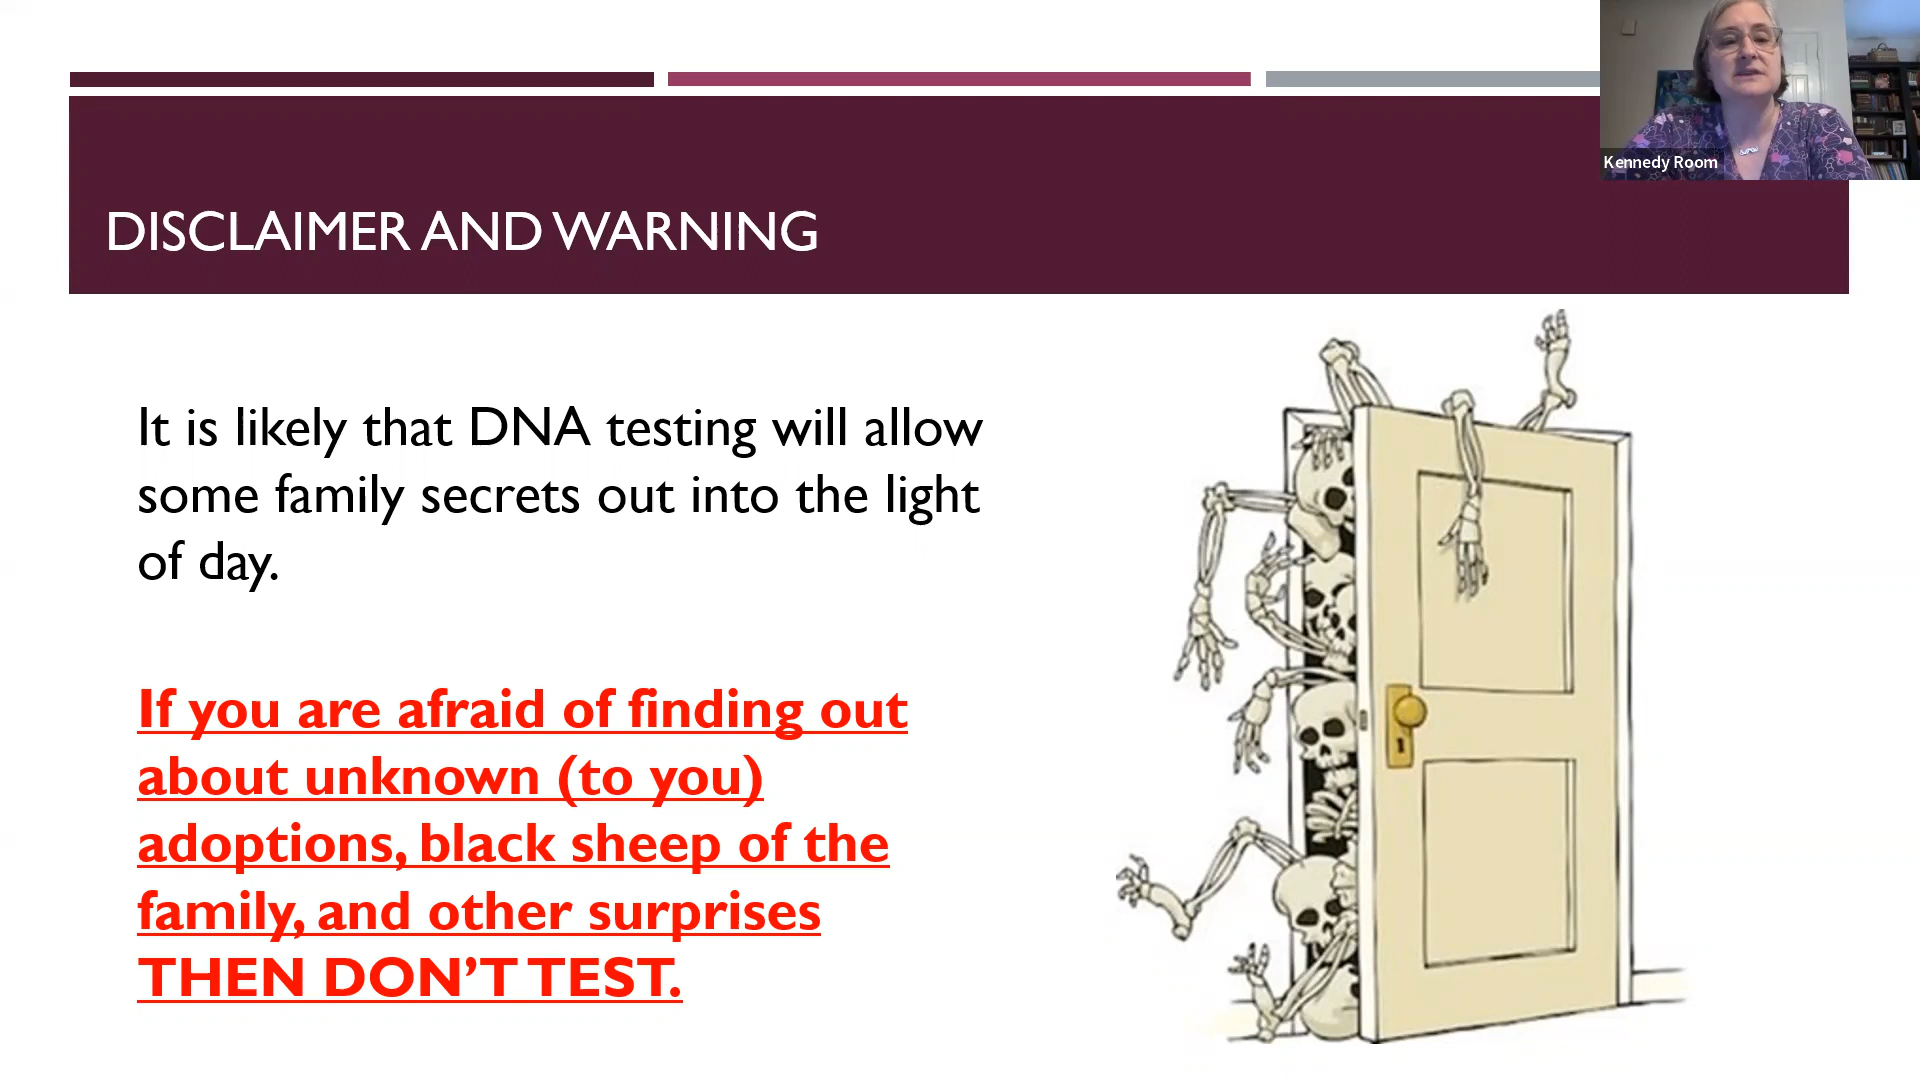 DISCLAIMER AND WARNING
Kennedy Room
It is likely that DNA testing will allow
some family secrets out into the light
of day.
If you are afraid of finding out
about unknown (to you)
adoptions, black sheep of the
family, and other surprises
THEN DON'T TEST.